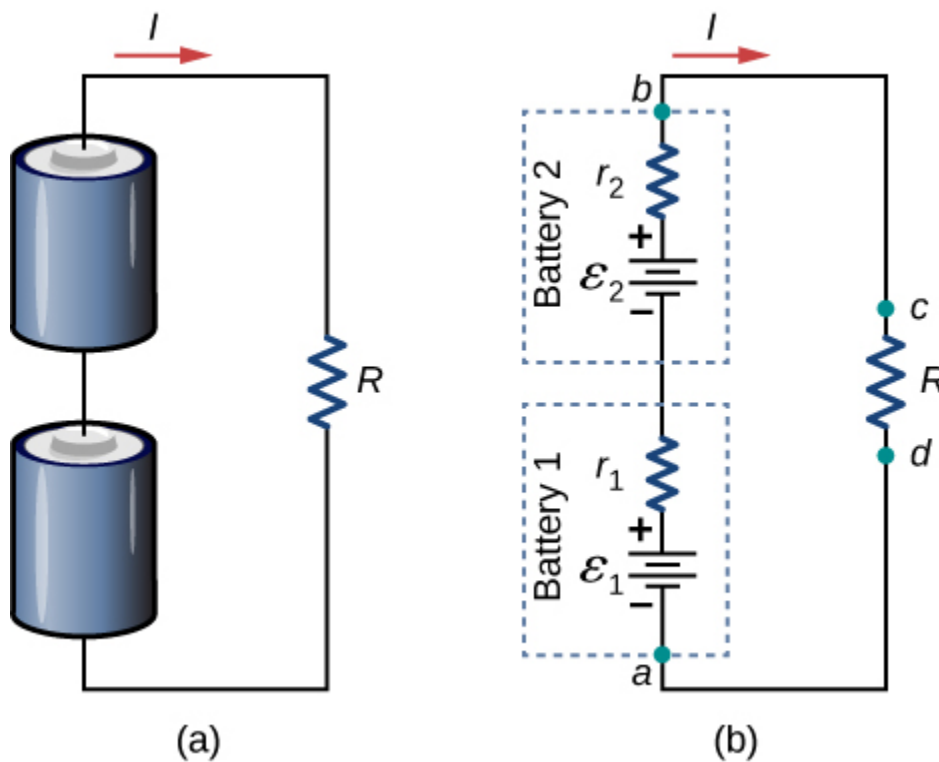 I
R
(a)
I
b
Battery 2
r2
+
ε2
−
c
R
d
Battery 1
r1
+
ε1
−
a
(b)